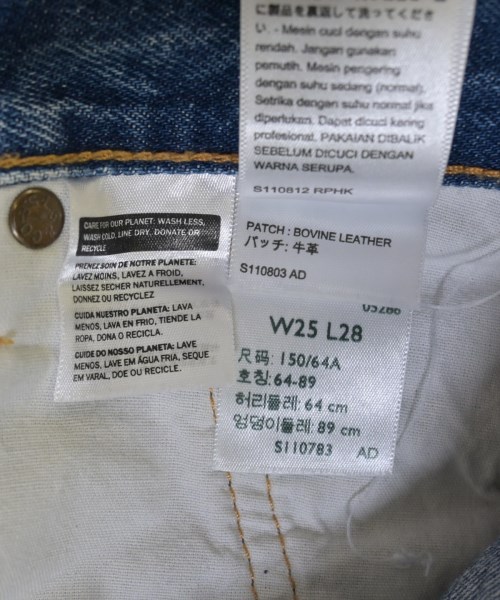 い。製品を裏返して洗ってくださ
い. - Mesin cuci dengan suhu
rendah. Jangan gunakan
pemutih. Mesin pengering
dengan suhu sedang (normal).
Setrika dengan suhu normal jika
diperlukan. Dapat dicuci kering
profesional. PAKAIAN DIBALIK
SEBELUM DICUCI DENGAN
WARNA SERUPA.
S110812 RPHK
PATCH : BOVINE LEATHER
パッチ: 牛革
S110803 AD
CARE FOR OUR PLANET: WASH LESS,
WASH COLD, LINE DRY, DONATE OR
RECYCLE
PRENEZ SOIN DE NOTRE PLANETE:
LAVEZ MOINS, LAVEZ A FROID,
LAISSEZ SECHER NATURELLEMENT,
DONNEZ OU RECYCLEZ
CUIDA NUESTRO PLANETA: LAVA
MENOS, LAVA EN FRIO, TIENDE LA
ROPA, DONA O RECICLA.
CUIDE DO NOSSO PLANETA: LAVE
MENOS, LAVE EM ÁGUA FRIA, SEQUE
EM VARAL, DOE OU RECICLE.
05286
W25 L28
尺码: 150/64A
호칭:64-89
허리둘레: 64 cm
엉덩이둘레: 89 cm
S110783 AD